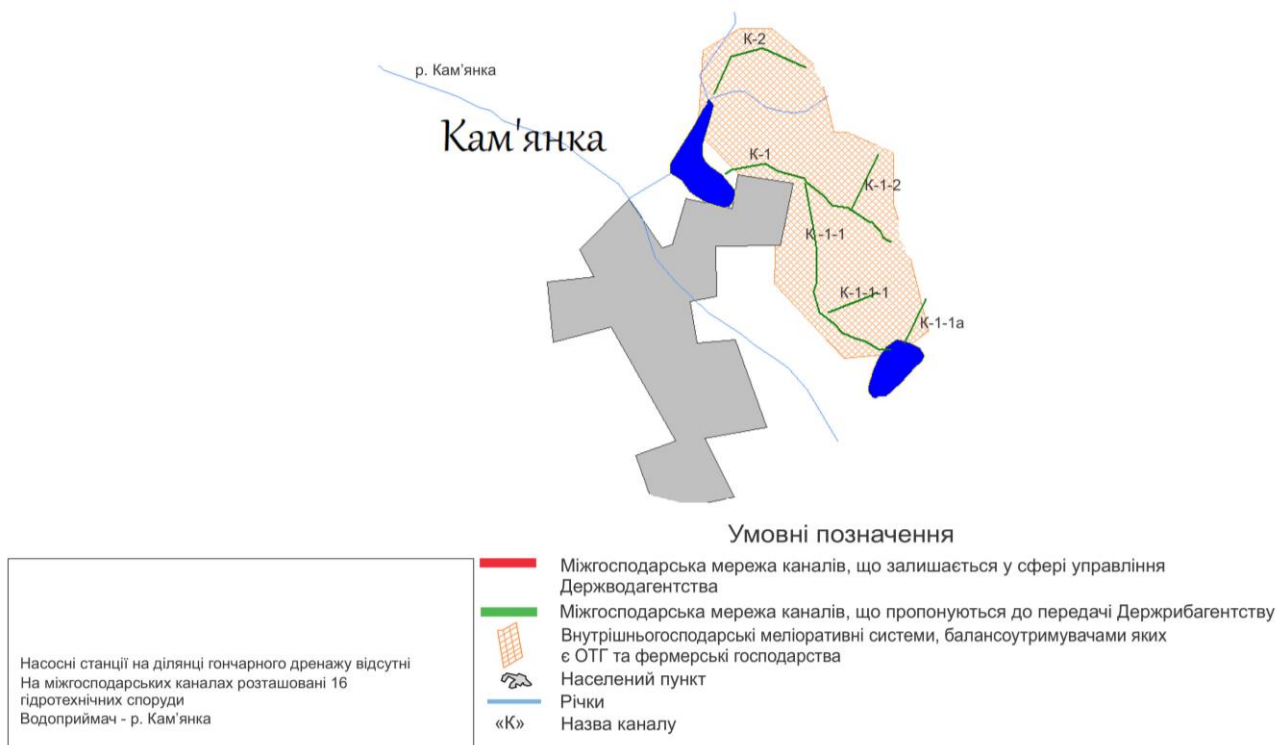 К-2
р. Кам'янка
Кам'янка
К-1
К-1-2
К-1-1
К-1-1-1
К-1-1а
Умовні позначення
Міжгосподарська мережа каналів, що залишається у сфері управління
Держводагентства
Міжгосподарська мережа каналів, що пропонуються до передачі Держрибагентству
Внутрішньогосподарські меліоративні системи, балансоутримувачами яких
є ОТГ та фермерські господарства
Населений пункт
Річки
«К» Назва каналу
Насосні станції на ділянці гончарного дренажу відсутні
На міжгосподарських каналах розташовані 16
гідротехнічних споруди
Водоприймач - р. Кам'янка